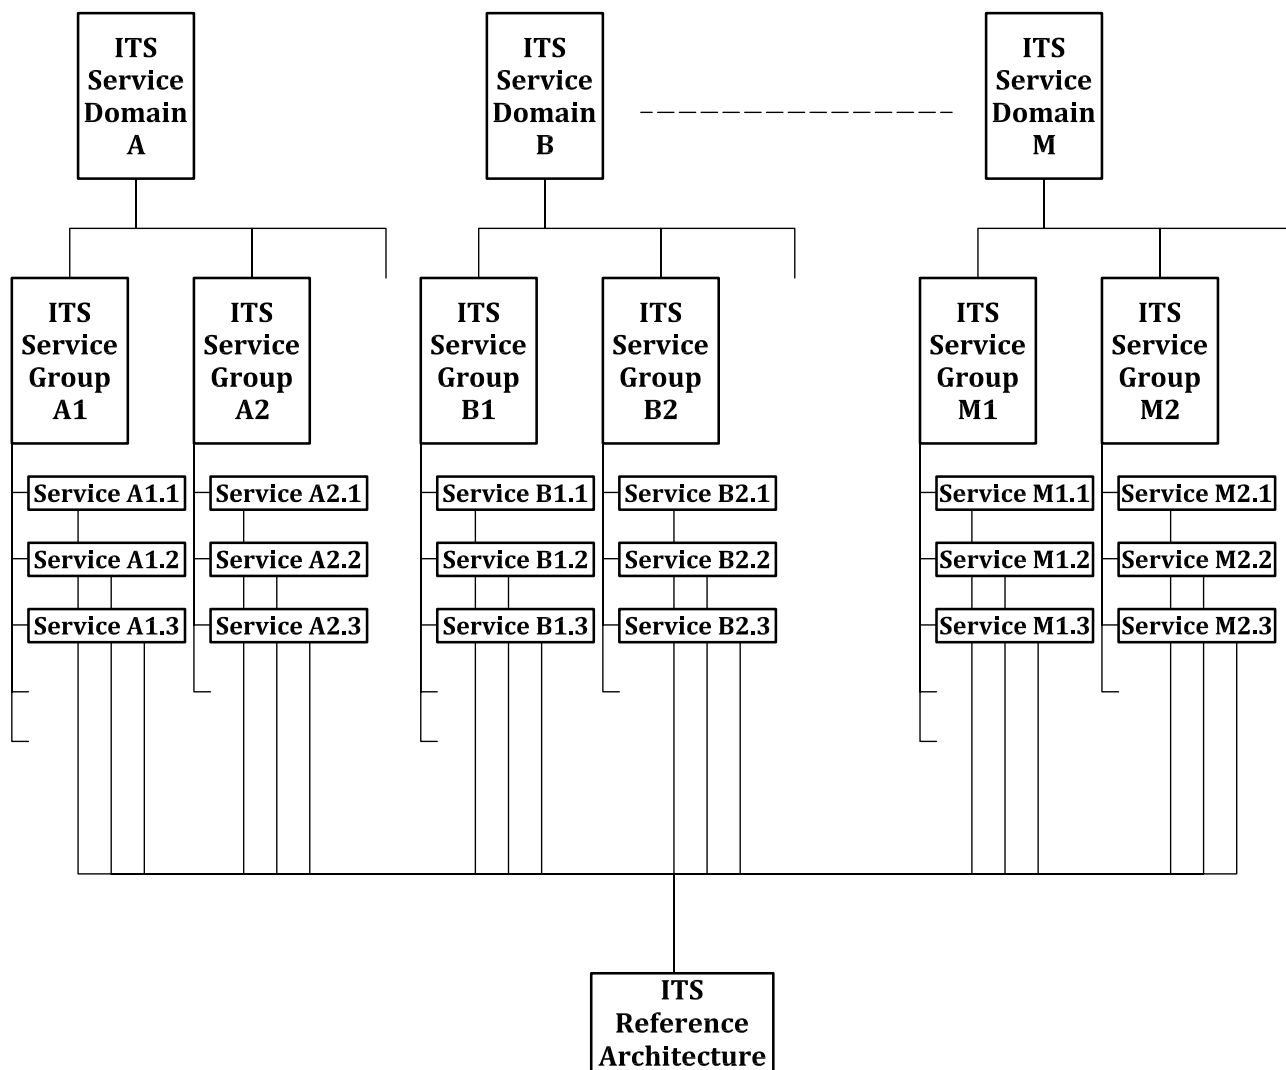 ITS
Service
Domain
A
ITS
Service
Domain
B
ITS
Service
Domain
M
ITS
Service
Group
A1
ITS
Service
Group
A2
ITS
Service
Group
B1
ITS
Service
Group
B2
ITS
Service
Group
M1
ITS
Service
Group
M2
Service A1.1
Service A1.2
Service A1.3
Service A2.1
Service A2.2
Service A2.3
Service B1.1
Service B1.2
Service B1.3
Service B2.1
Service B2.2
Service B2.3
Service M1.1
Service M1.2
Service M1.3
Service M2.1
Service M2.2
Service M2.3
ITS
Reference
Architecture